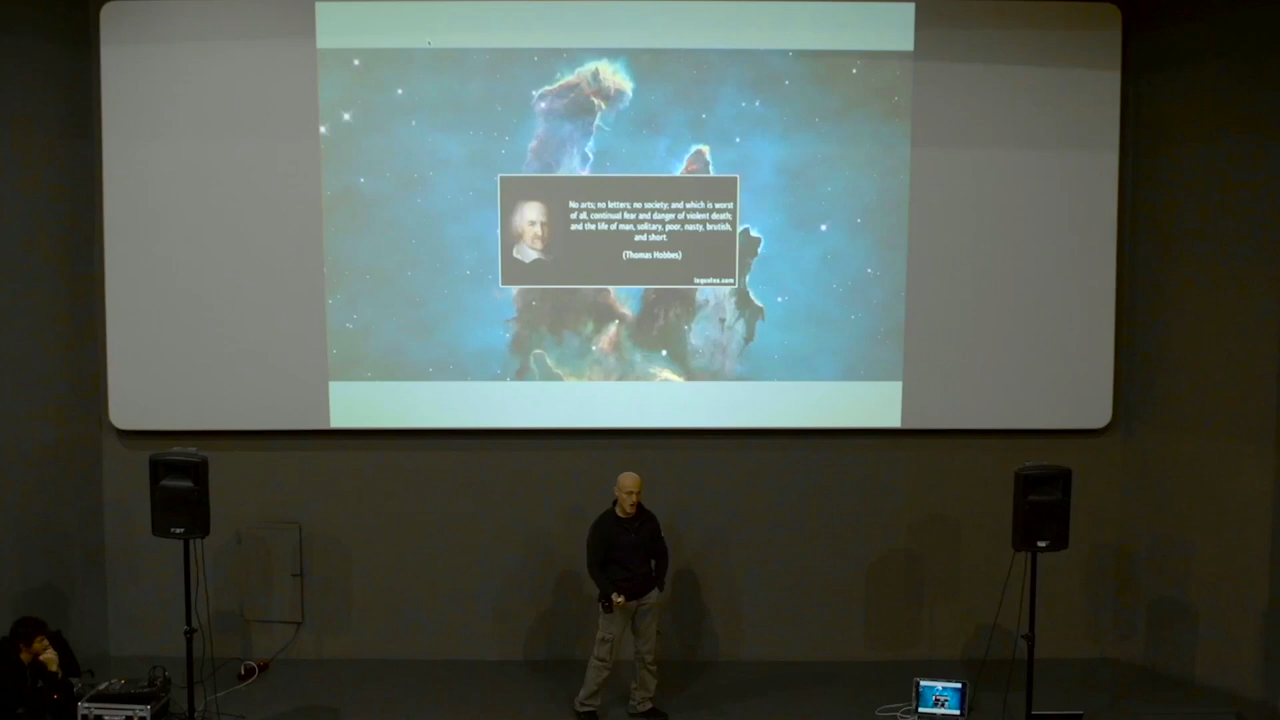 No arts; no letters; no society; and which is worst
of all, continual fear and danger of violent death;
and the life of man, solitary, poor, nasty, brutish,
and short.
(Thomas Hobbes)
izquotes.com